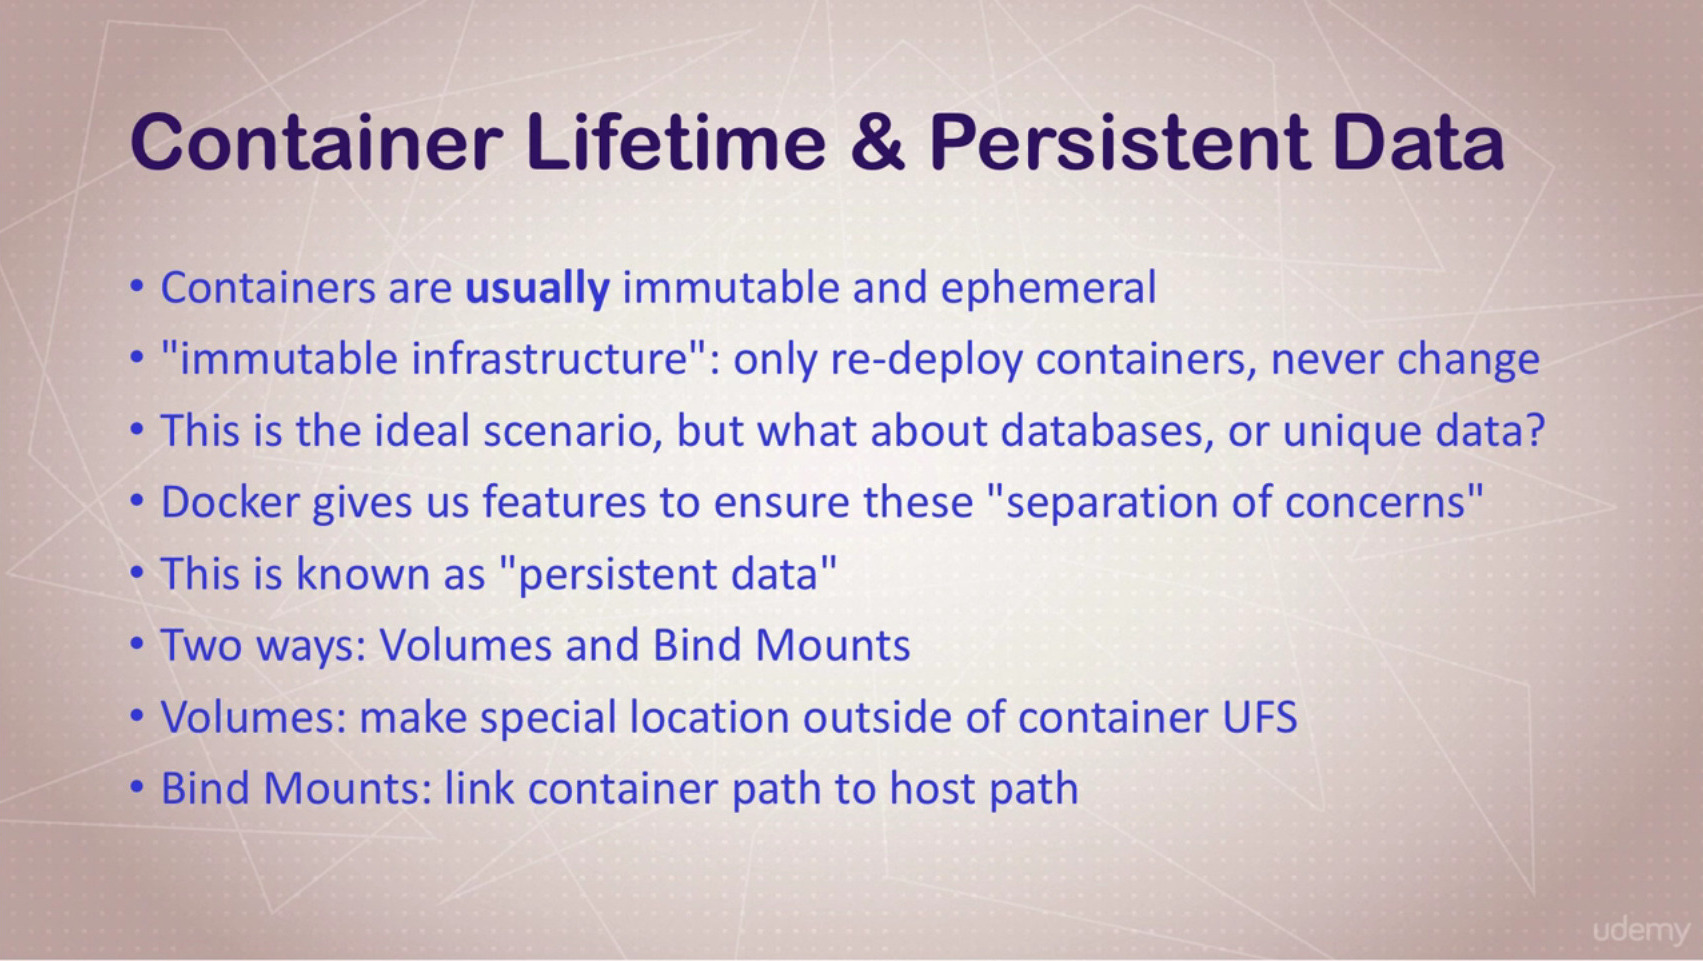 Container Lifetime & Persistent Data
• Containers are usually immutable and ephemeral
• "immutable infrastructure": only re-deploy containers, never change
• This is the ideal scenario, but what about databases, or unique data?
• Docker gives us features to ensure these "separation of concerns"
• This is known as "persistent data"
• Two ways: Volumes and Bind Mounts
• Volumes: make special location outside of container UFS
• Bind Mounts: link container path to host path
udemy